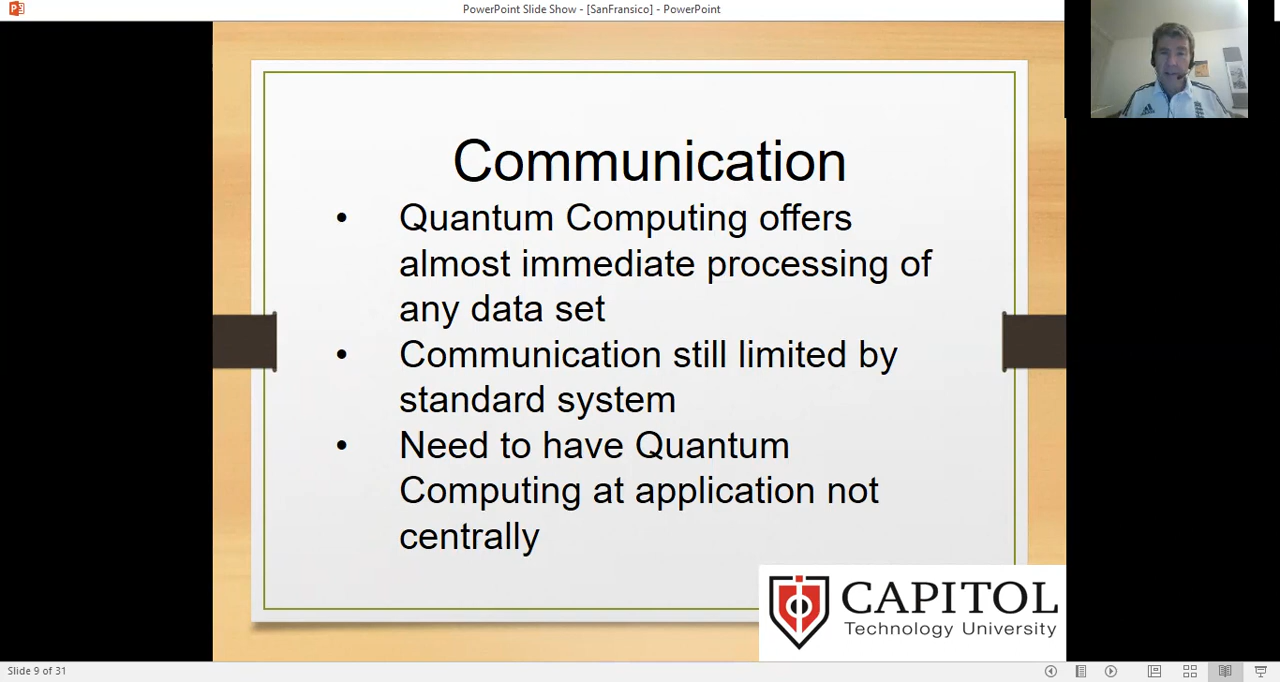 PowerPoint Slide Show - [SanFransico] - PowerPoint
Communication
• Quantum Computing offers
almost immediate processing of
any data set
• Communication still limited by
standard system
• Need to have Quantum
Computing at application not
centrally
CAPITOL
Technology University
Slide 9 of 31